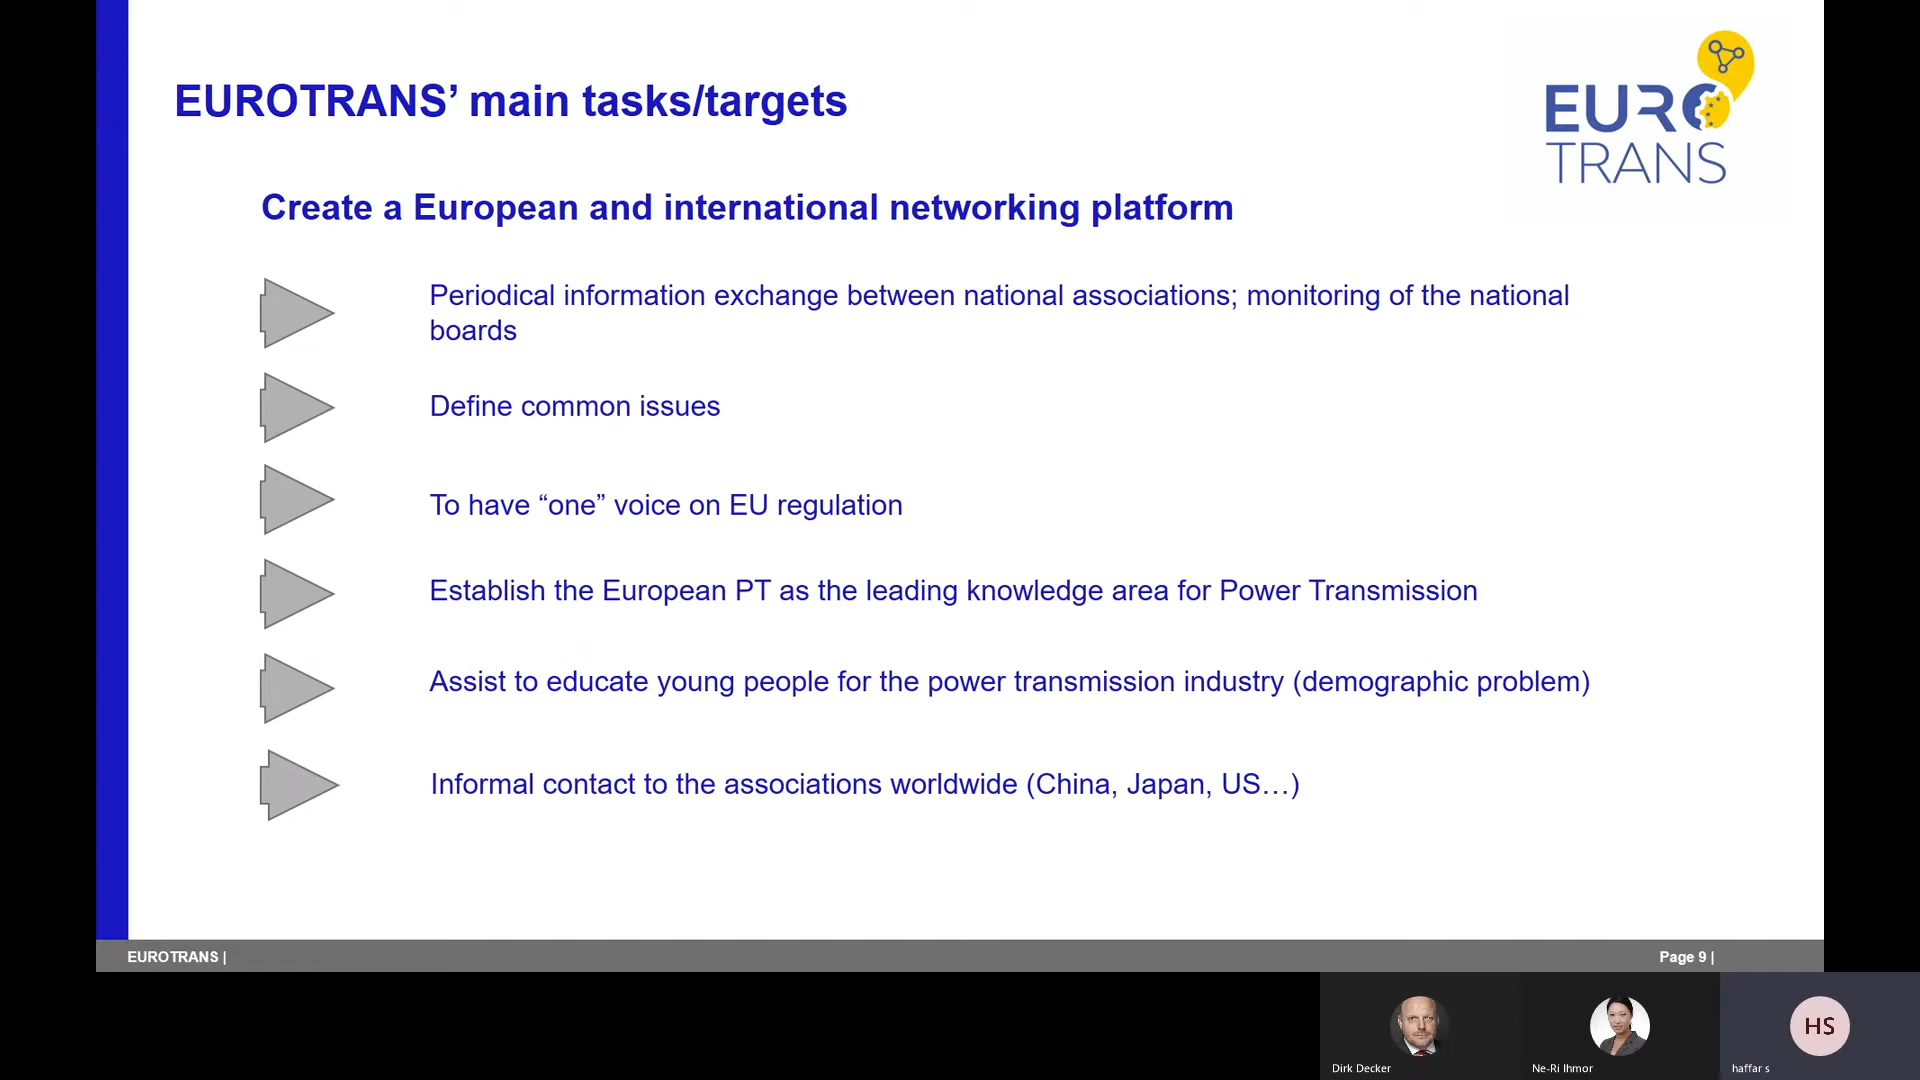 EUROTRANS’ main tasks/targets
EURO
TRANS
Create a European and international networking platform
Periodical information exchange between national associations; monitoring of the national
boards
Define common issues
To have “one” voice on EU regulation
Establish the European PT as the leading knowledge area for Power Transmission
Assist to educate young people for the power transmission industry (demographic problem)
Informal contact to the associations worldwide (China, Japan, US…)
EUROTRANS |
Page 9 |
HS
Dirk Decker
Ne-Ri Ihmor
haffar s